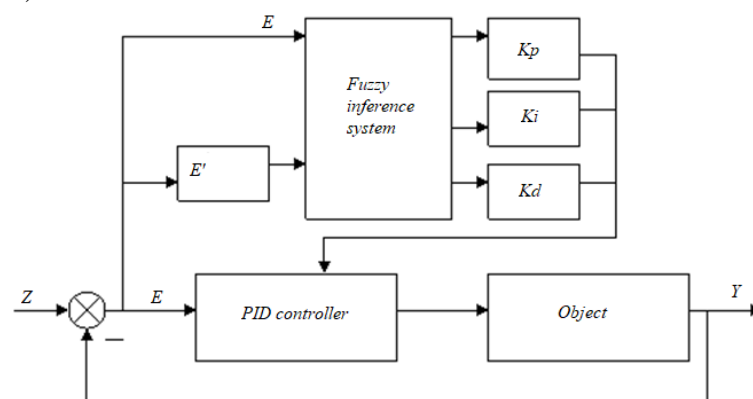 E
Kp
Fuzzy
inference
system
Ki
E'
Kd
Z
E
PID controller
Object
Y